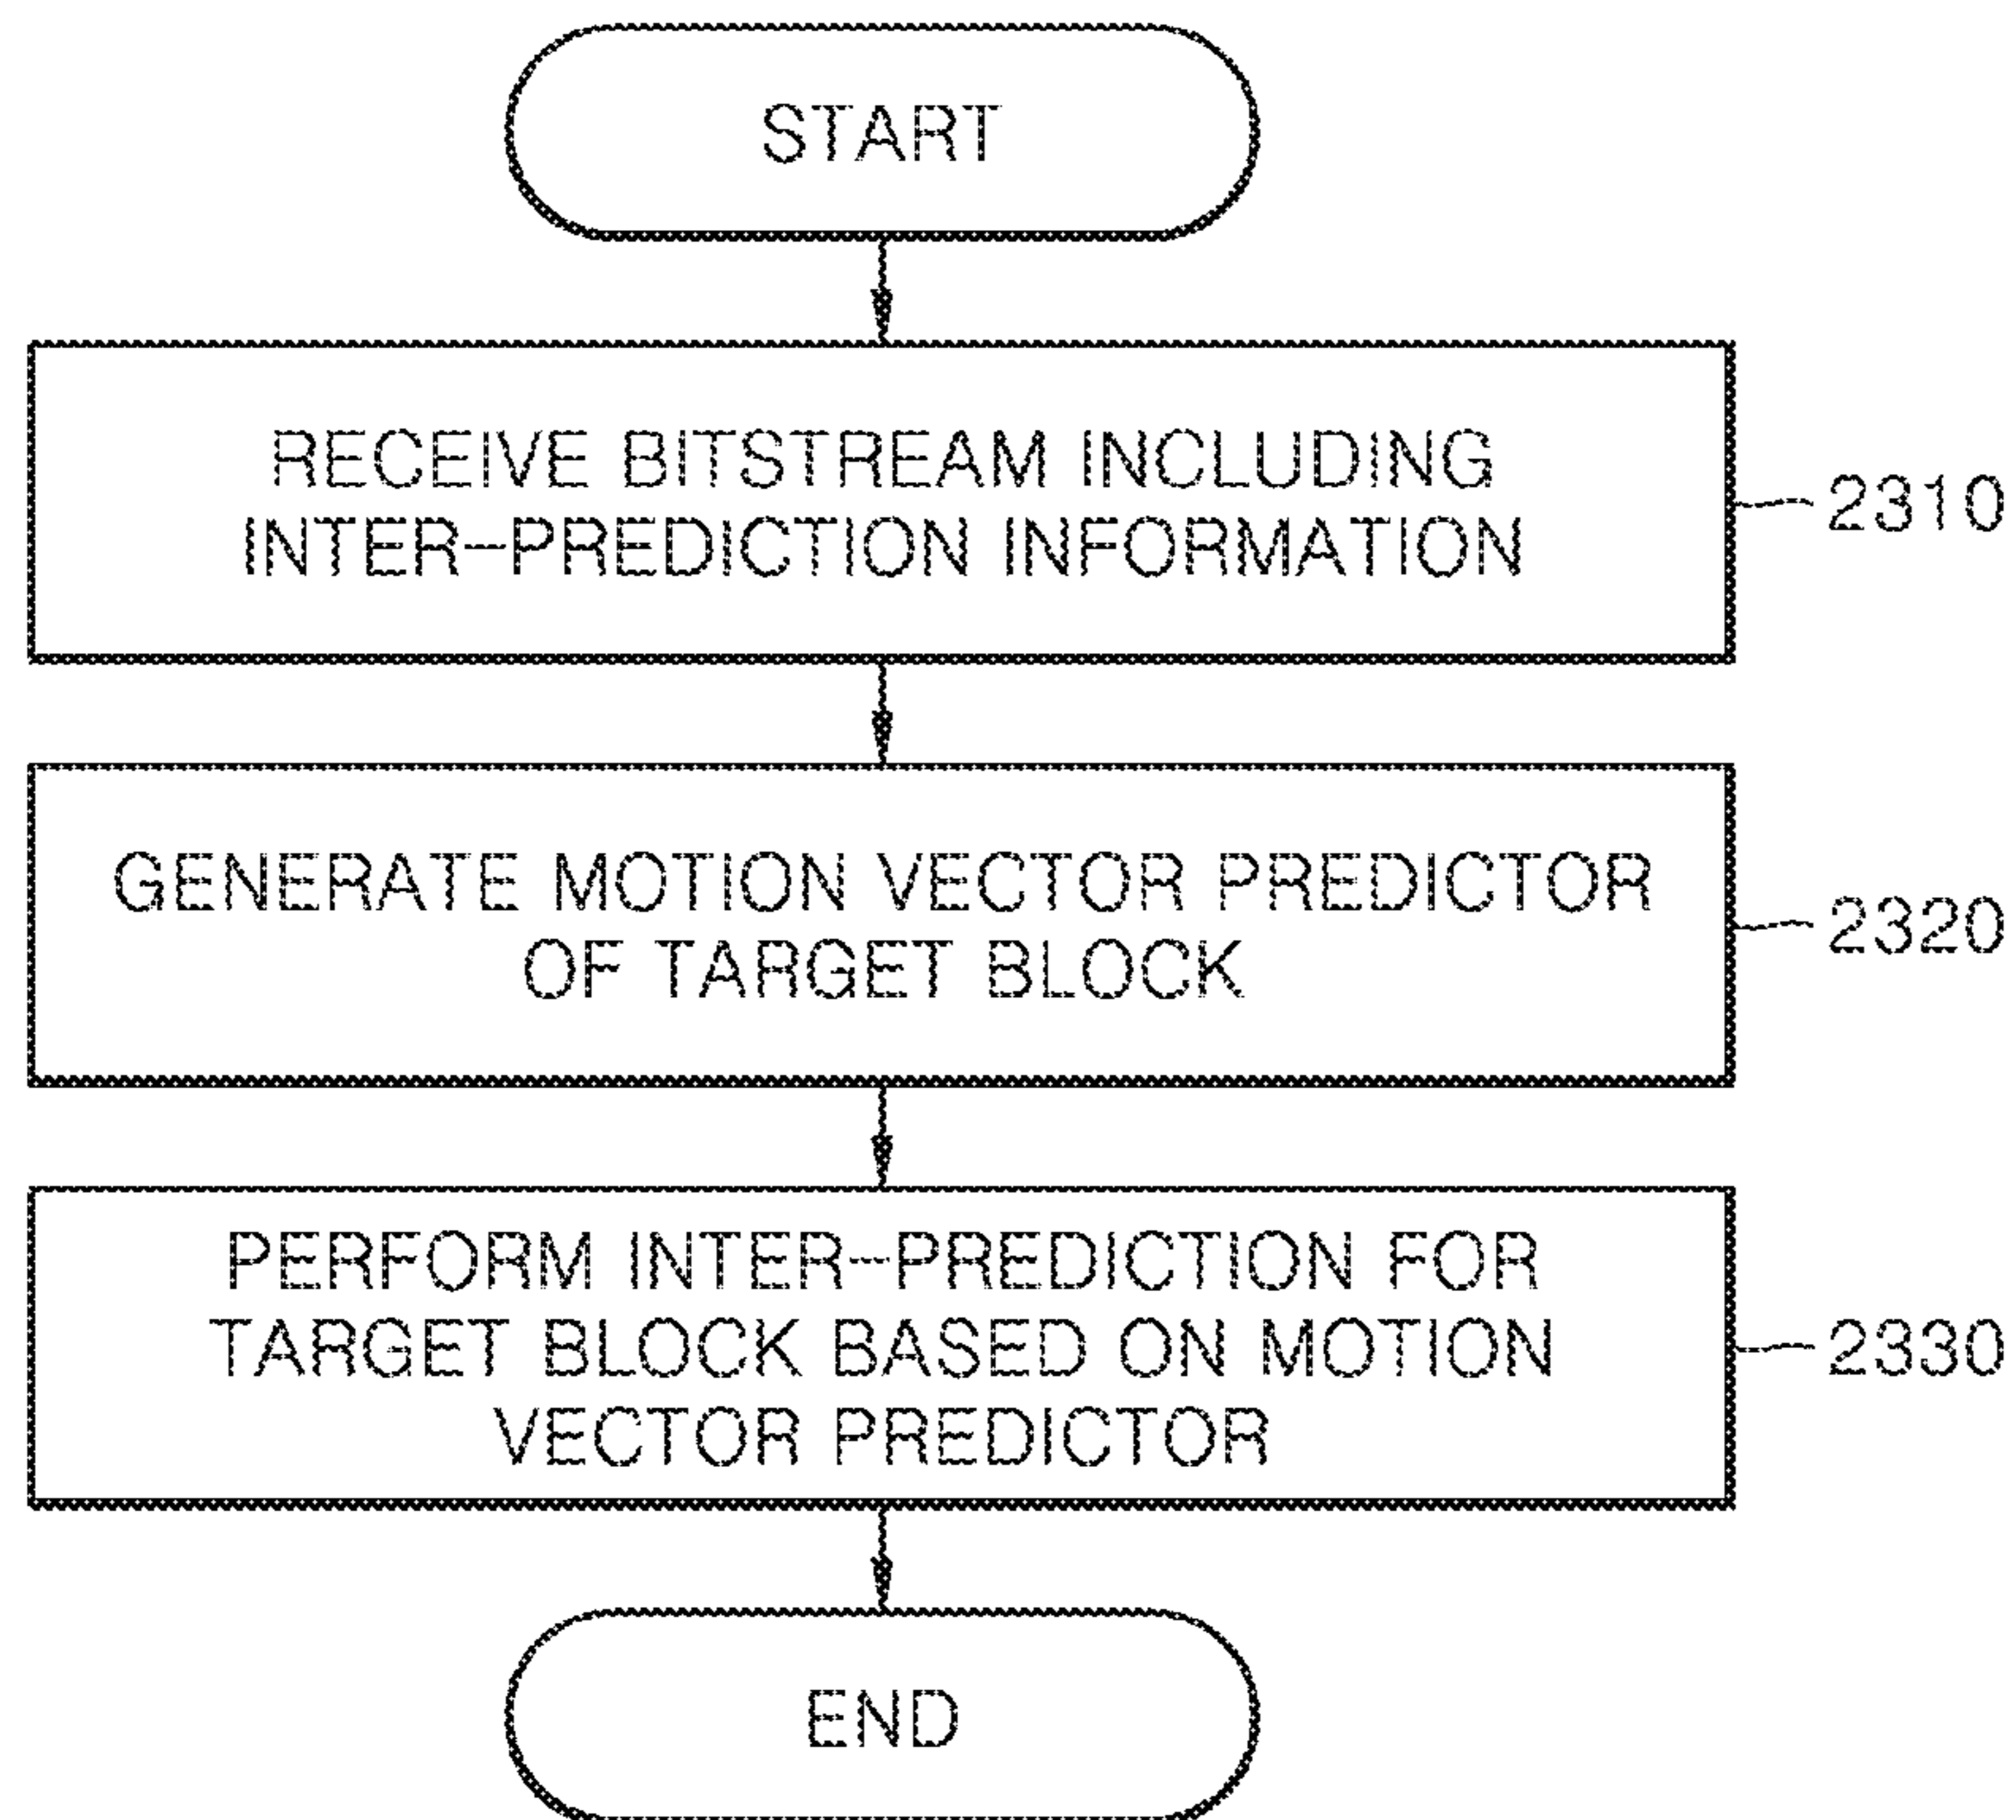 START
RECEIVE BITSTREAM INCLUDING
INTER-PREDICTION INFORMATION
2310
GENERATE MOTION VECTOR PREDICTOR
OF TARGET BLOCK
2320
PERFORM INTER-PREDICTION FOR
TARGET BLOCK BASED ON MOTION
VECTOR PREDICTOR
2330
END